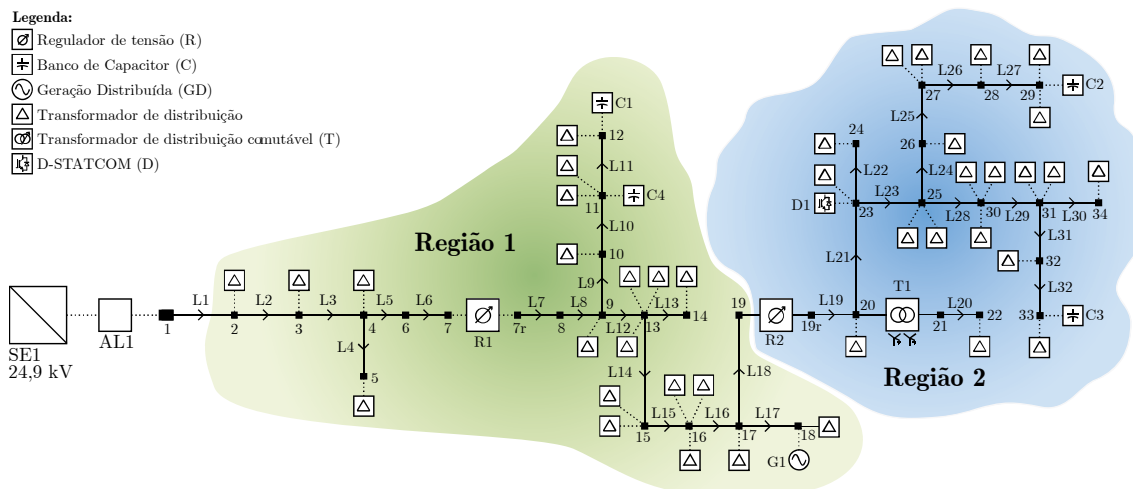 Legenda:
Regulador de tensão (R)
Banco de Capacitor (C)
Geração Distribuída (GD)
Transformador de distribuição
Transformador de distribuição comutável (T)
D-STATCOM (D)
Região 1
Região 2
SE1
24,9 kV
AL1
1
L1
2
L2
3
L3
4
L4
5
L5
6
L6
7
R1
7r
L7
8
L8
9
L9
10
L10
11
C4
L11
12
C1
L12
13
L13
14
L14
15
L15
16
L16
17
L17
18
G1
L18
19
R2
19r
L19
20
T1
L20
21
22
L21
23
D1
L22
24
L23
25
L24
26
L25
27
L26
28
L27
29
C2
L28
30
L29
31
L30
34
L31
32
L32
33
C3